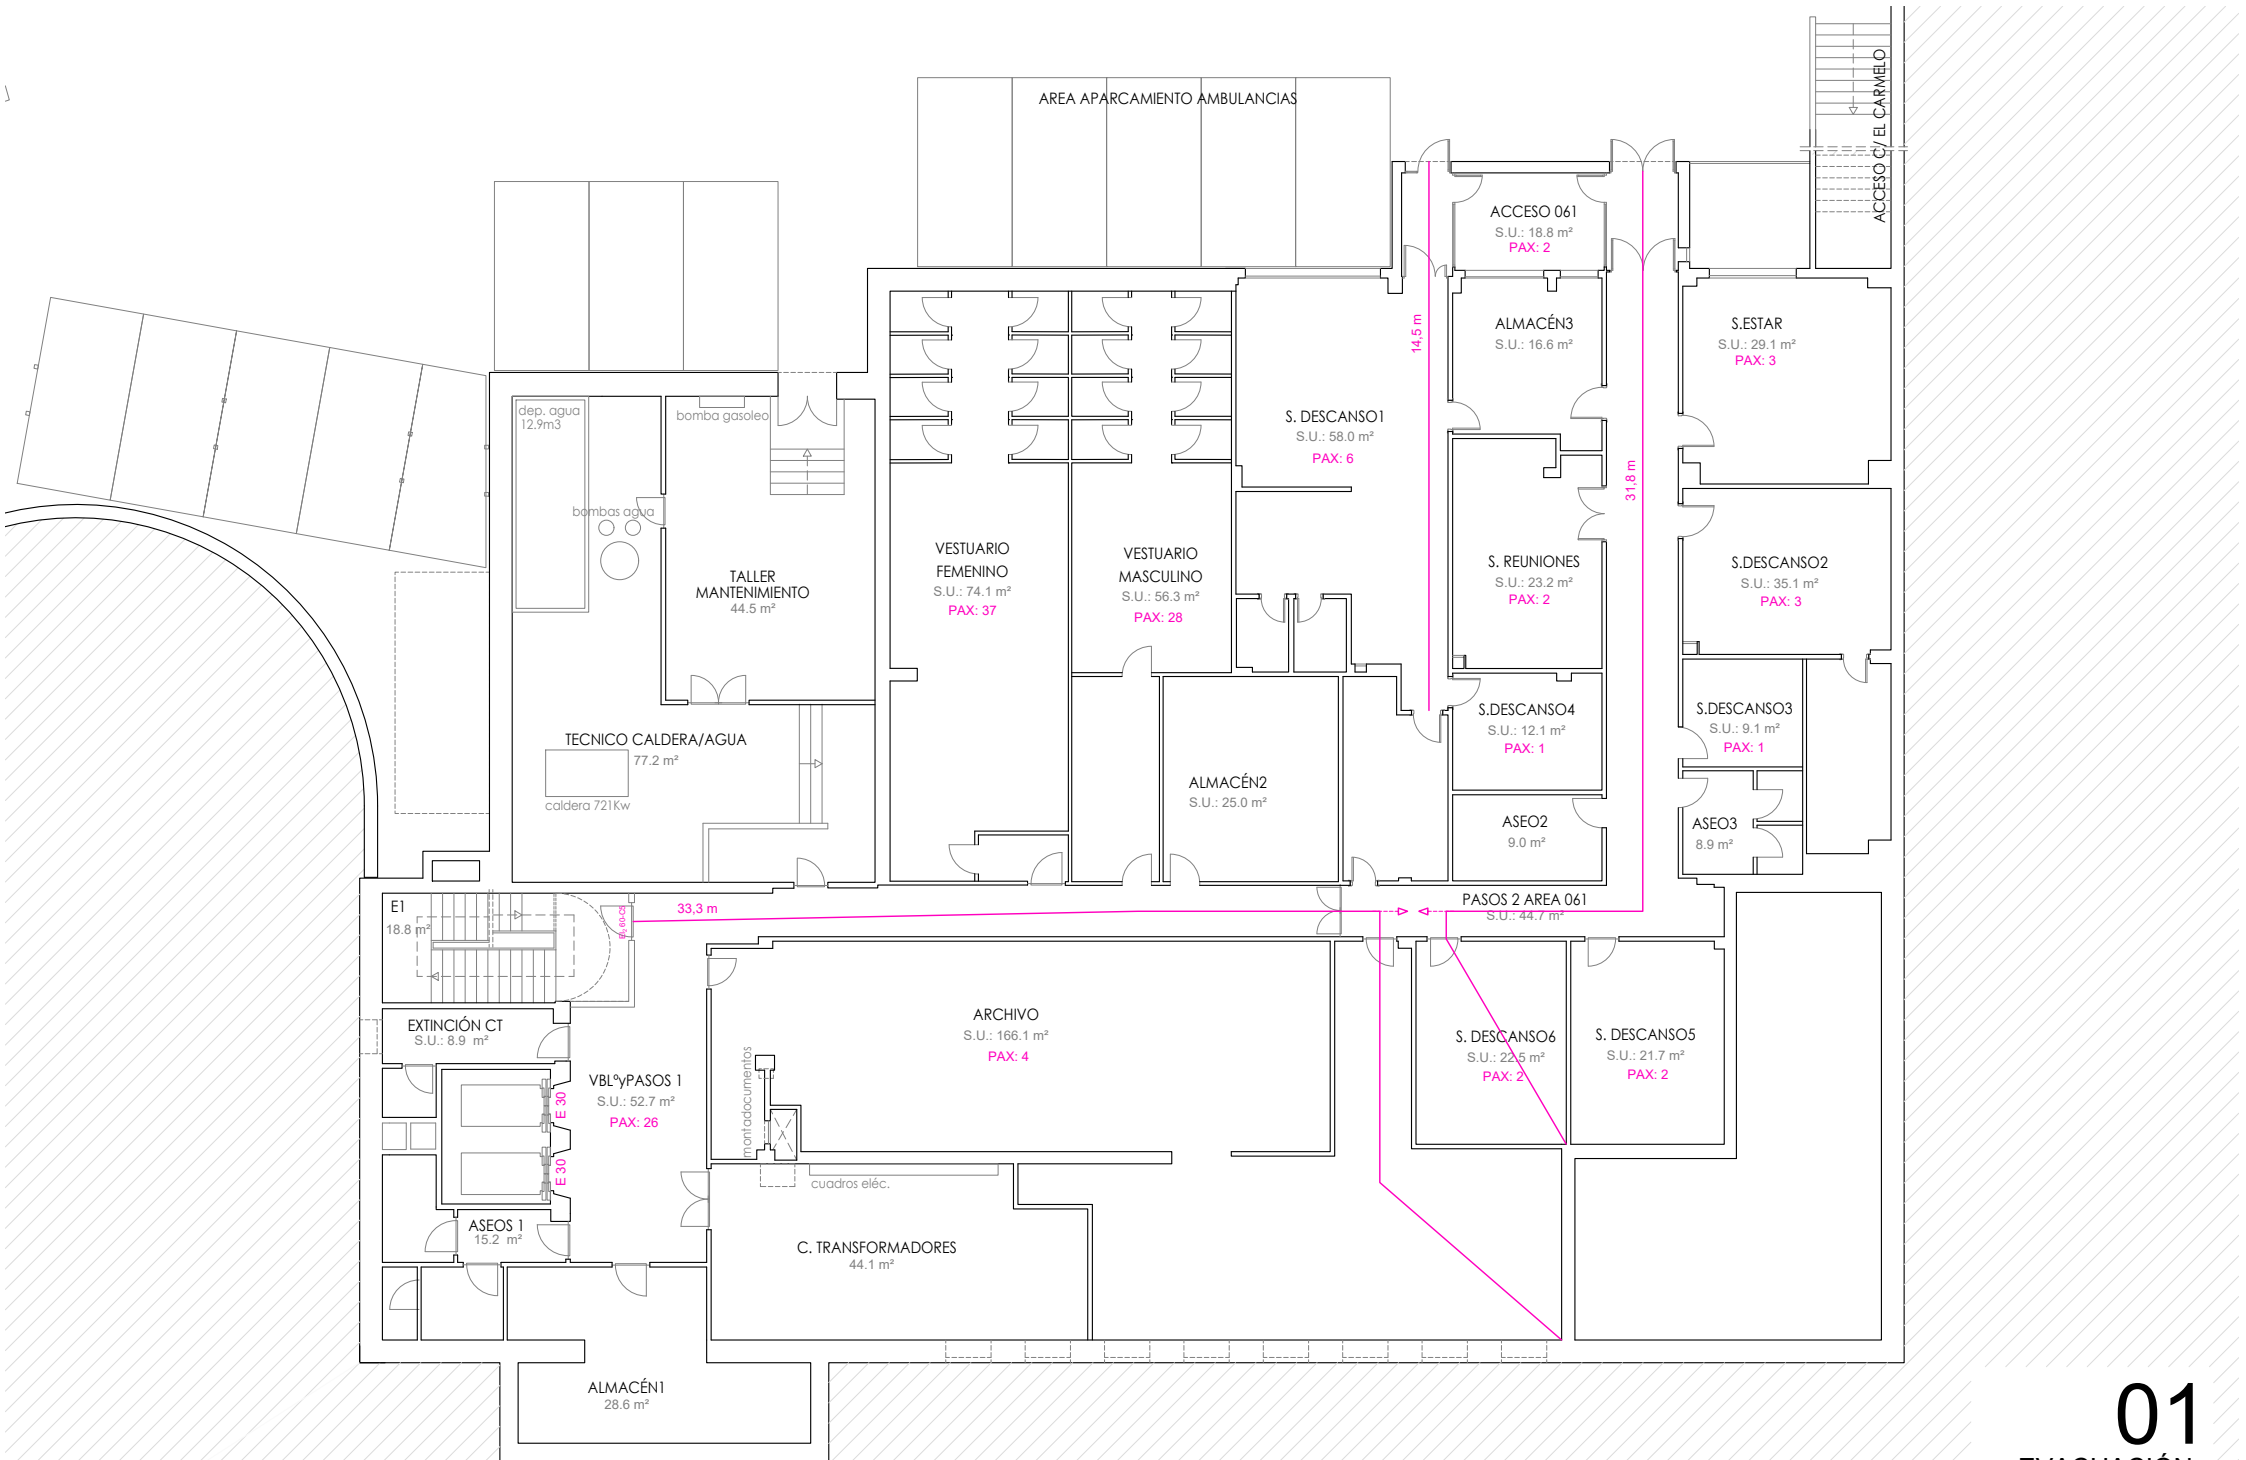 AREA APARCAMIENTO AMBULANCIAS
ACCESO C/ EL CARMELO
ACCESO 061
S.U.: 18.8 m²
PAX: 2
14,5 m
ALMACÉN3
S.U.: 16.6 m²
S.ESTAR
S.U.: 29.1 m²
PAX: 3
dep. agua
12.9m3
bomba gasoleo
S. DESCANSO1
S.U.: 58.0 m²
PAX: 6
31,8 m
bombas agua
VESTUARIO
FEMENINO
S.U.: 74.1 m²
PAX: 37
VESTUARIO
MASCULINO
S.U.: 56.3 m²
PAX: 28
S. REUNIONES
S.U.: 23.2 m²
PAX: 2
S.DESCANSO2
S.U.: 35.1 m²
PAX: 3
TALLER
MANTENIMIENTO
44.5 m²
S.DESCANSO4
S.U.: 12.1 m²
PAX: 1
S.DESCANSO3
S.U.: 9.1 m²
PAX: 1
TECNICO CALDERA/AGUA
77.2 m²
caldera 721Kw
ALMACÉN2
S.U.: 25.0 m²
ASEO2
9.0 m²
ASEO3
8.9 m²
E1
18.8 m²
EI₂ 60-C5
33,3 m
PASOS 2 AREA 061
S.U.: 44.7 m²
EXTINCIÓN CT
S.U.: 8.9 m²
ARCHIVO
S.U.: 166.1 m²
PAX: 4
S. DESCANSO6
S.U.: 22.5 m²
PAX: 2
S. DESCANSO5
S.U.: 21.7 m²
PAX: 2
VBLºyPASOS 1
S.U.: 52.7 m²
PAX: 26
E 30
E 30
montadocumentos
cuadros eléc.
ASEOS 1
15.2 m²
C. TRANSFORMADORES
44.1 m²
ALMACÉN1
28.6 m²
01
EVACUACIÓN